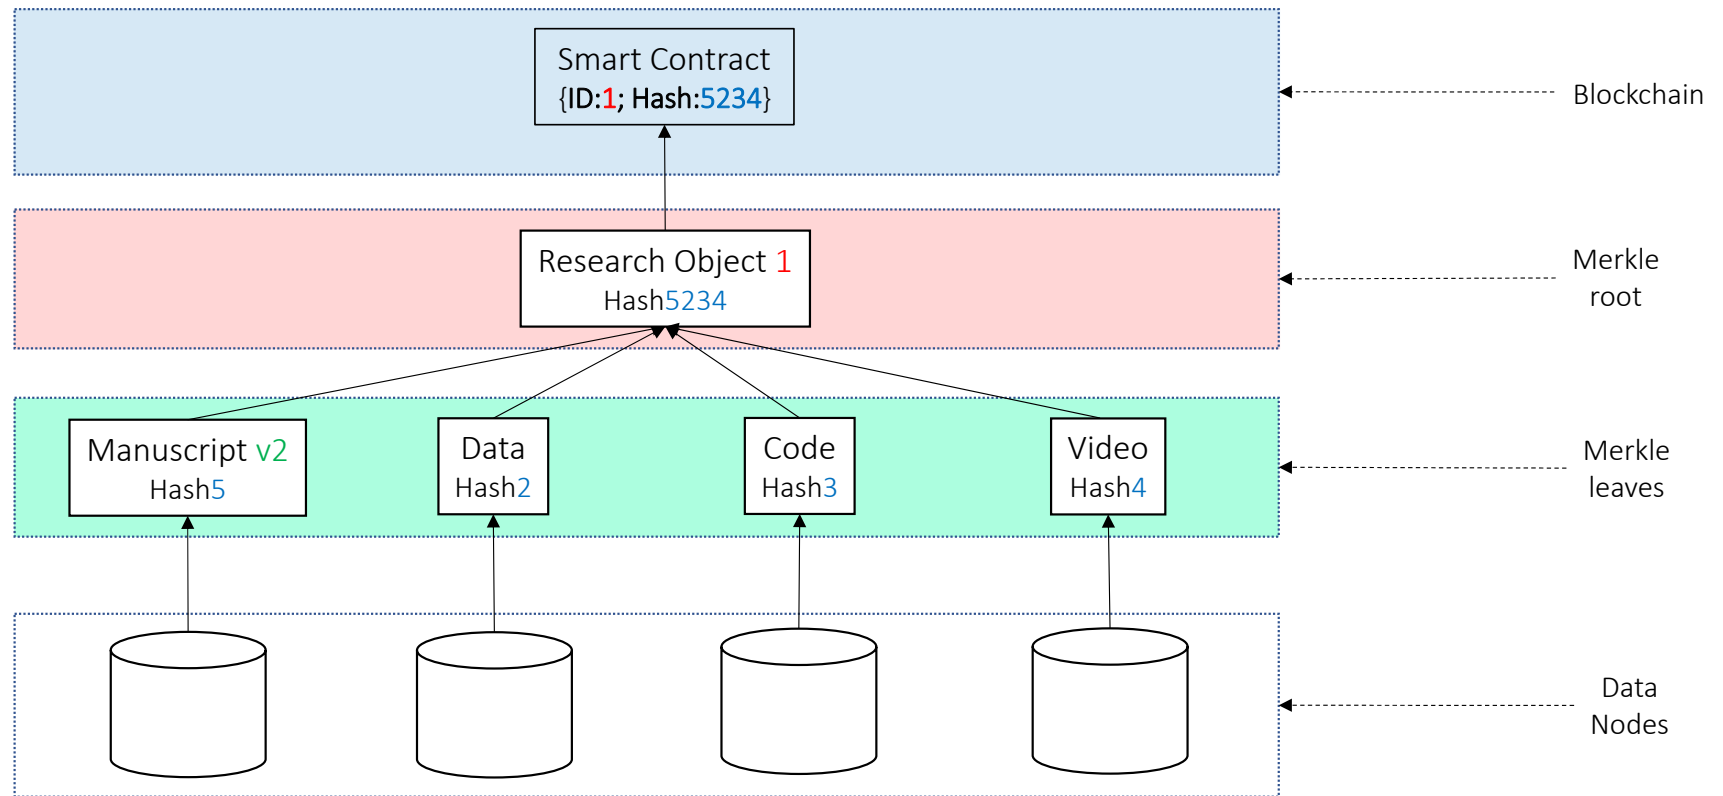 Smart Contract
{ID:1; Hash:5234}
Blockchain
Research Object 1
Hash5234
Merkle
root
Manuscript v2
Hash5
Data
Hash2
Code
Hash3
Video
Hash4
Merkle
leaves
Data
Nodes